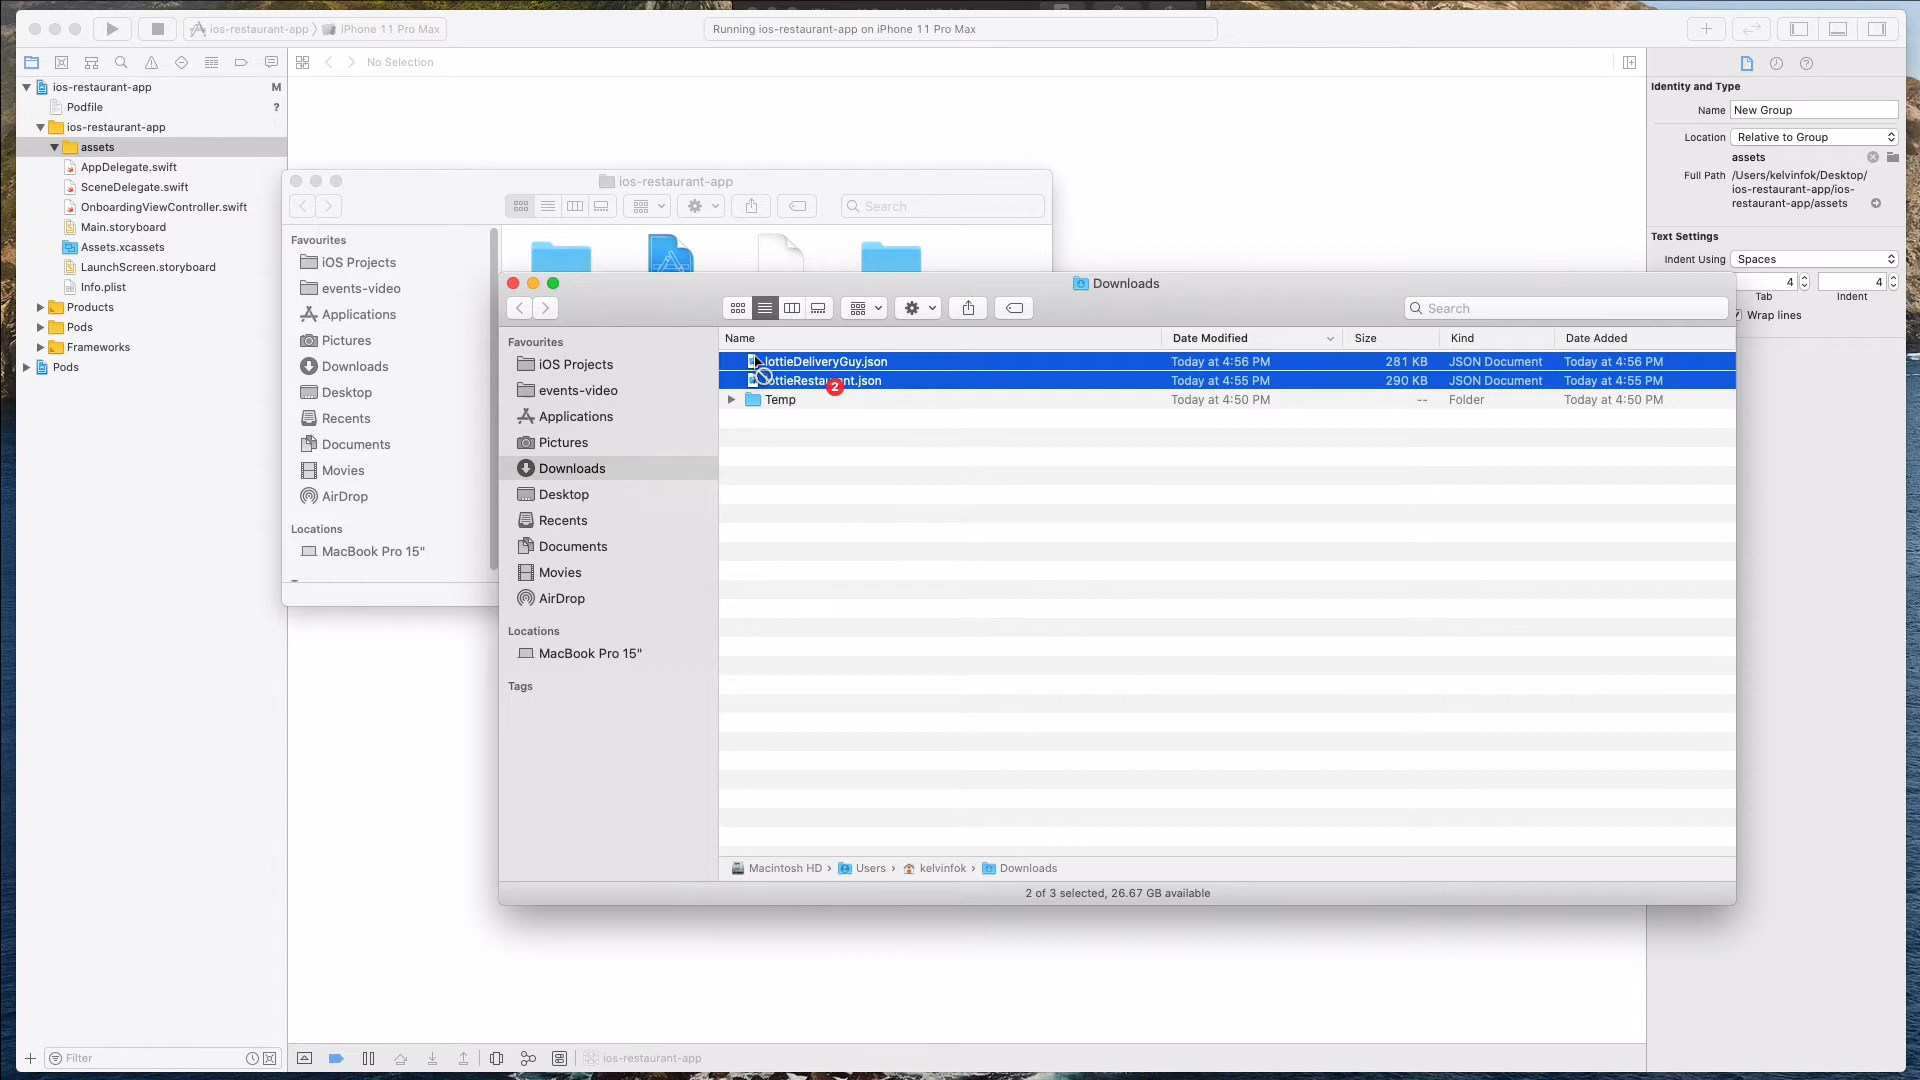 ios-restaurant-app
iPhone 11 Pro Max
Running ios-restaurant-app on iPhone 11 Pro Max
No Selection
ios-restaurant-app M
Podfile ?
ios-restaurant-app
assets
AppDelegate.swift
SceneDelegate.swift
OnboardingViewController.swift
Main.storyboard
Assets.xcassets
LaunchScreen.storyboard
Info.plist
Products
Pods
Frameworks
Pods
Filter
ios-restaurant-app
Search
Favourites
iOS Projects
events-video
Applications
Pictures
Downloads
Desktop
Recents
Documents
Movies
AirDrop
Locations
MacBook Pro 15"
Downloads
Search
Favourites
iOS Projects
events-video
Applications
Pictures
Downloads
Desktop
Recents
Documents
Movies
AirDrop
Locations
MacBook Pro 15"
Tags
Name Date Modified Size Kind Date Added
lottieDeliveryGuy.json Today at 4:56 PM 281 KB JSON Document Today at 4:56 PM
Today at 4:55 PM 290 KB JSON Document Today at 4:55 PM
2
Temp Today at 4:50 PM -- Folder Today at 4:50 PM
Macintosh HD › Users › kelvinfok › Downloads
2 of 3 selected, 26.67 GB available
ios-restaurant-app
Identity and Type
Name New Group
Location Relative to Group
assets
Full Path /Users/kelvinfok/Desktop/
ios-restaurant-app/ios-
restaurant-app/assets
Text Settings
Indent Using Spaces
4 4
Tab Indent
Wrap lines